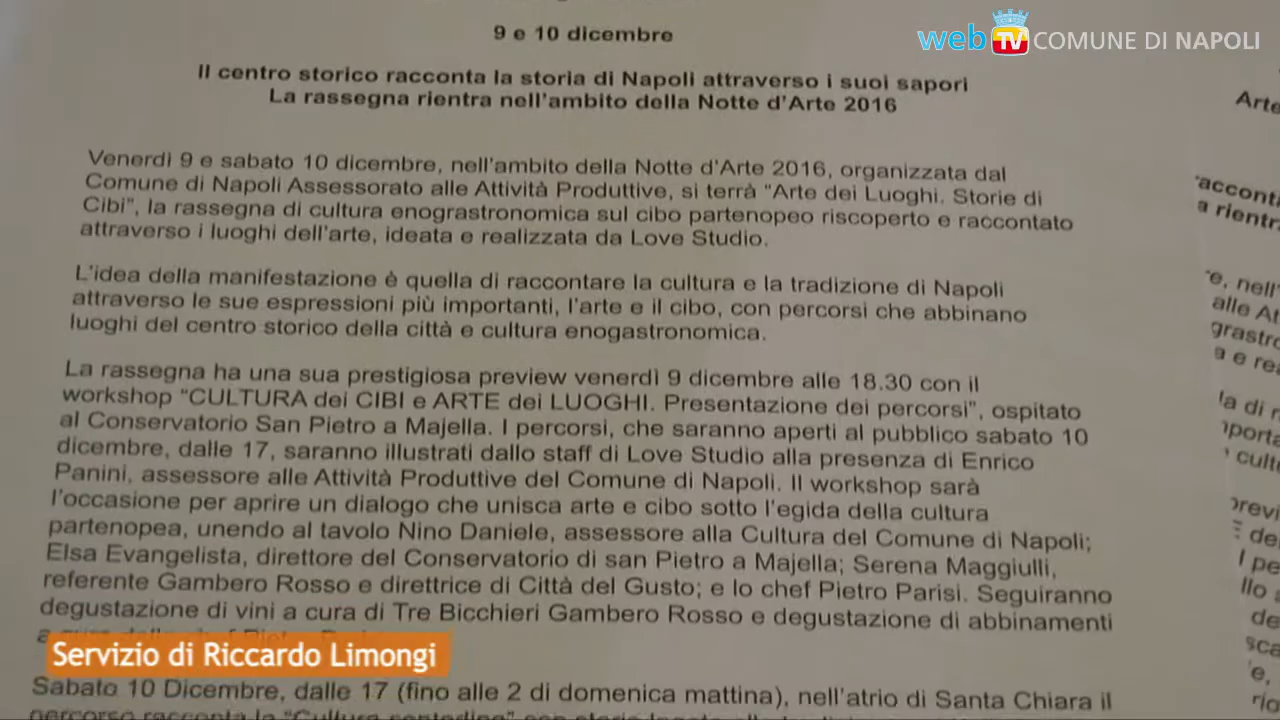 web TV COMUNE DI NAPOLI
9 e 10 dicembre
Il centro storico racconta la storia di Napoli attraverso i suoi sapori
La rassegna rientra nell'ambito della Notte d'Arte 2016
Venerdì 9 e sabato 10 dicembre, nell'ambito della Notte d'Arte 2016, organizzata dal
Comune di Napoli Assessorato alle Attività Produttive, si terrà "Arte dei Luoghi. Storie di
Cibi", la rassegna di cultura enograstronomica sul cibo partenopeo riscoperto e raccontato
attraverso i luoghi dell'arte, ideata e realizzata da Love Studio.
L'idea della manifestazione è quella di raccontare la cultura e la tradizione di Napoli
attraverso le sue espressioni più importanti, l'arte e il cibo, con percorsi che abbinano
luoghi del centro storico della città e cultura enogastronomica.
La rassegna ha una sua prestigiosa preview venerdì 9 dicembre alle 18.30 con il
workshop "CULTURA dei CIBI e ARTE dei LUOGHI. Presentazione dei percorsi", ospitato
al Conservatorio San Pietro a Majella. I percorsi, che saranno aperti al pubblico sabato 10
dicembre, dalle 17, saranno illustrati dallo staff di Love Studio alla presenza di Enrico
Panini, assessore alle Attività Produttive del Comune di Napoli. Il workshop sarà
l'occasione per aprire un dialogo che unisca arte e cibo sotto l'egida della cultura
partenopea, unendo al tavolo Nino Daniele, assessore alla Cultura del Comune di Napoli;
Elsa Evangelista, direttore del Conservatorio di san Pietro a Majella; Serena Maggiulli,
referente Gambero Rosso e direttrice di Città del Gusto; e lo chef Pietro Parisi. Seguiranno
degustazione di vini a cura di Tre Bicchieri Gambero Rosso e degustazione di abbinamenti
Servizio di Riccardo Limongi
Sabato 10 Dicembre, dalle 17 (fino alle 2 di domenica mattina), nell'atrio di Santa Chiara il